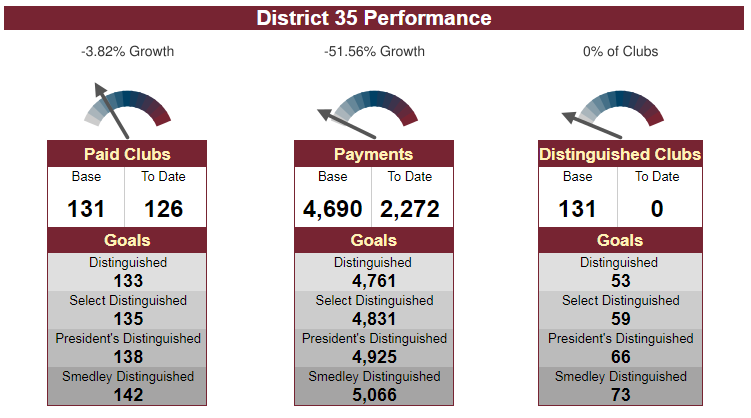 District 35 Performance
-3.82% Growth
-51.56% Growth
0% of Clubs
Paid Clubs
Base To Date
131 126
Goals
Distinguished
133
Select Distinguished
135
President's Distinguished
138
Smedley Distinguished
142
Payments
Base To Date
4,690 2,272
Goals
Distinguished
4,761
Select Distinguished
4,831
President's Distinguished
4,925
Smedley Distinguished
5,066
Distinguished Clubs
Base To Date
131 0
Goals
Distinguished
53
Select Distinguished
59
President's Distinguished
66
Smedley Distinguished
73